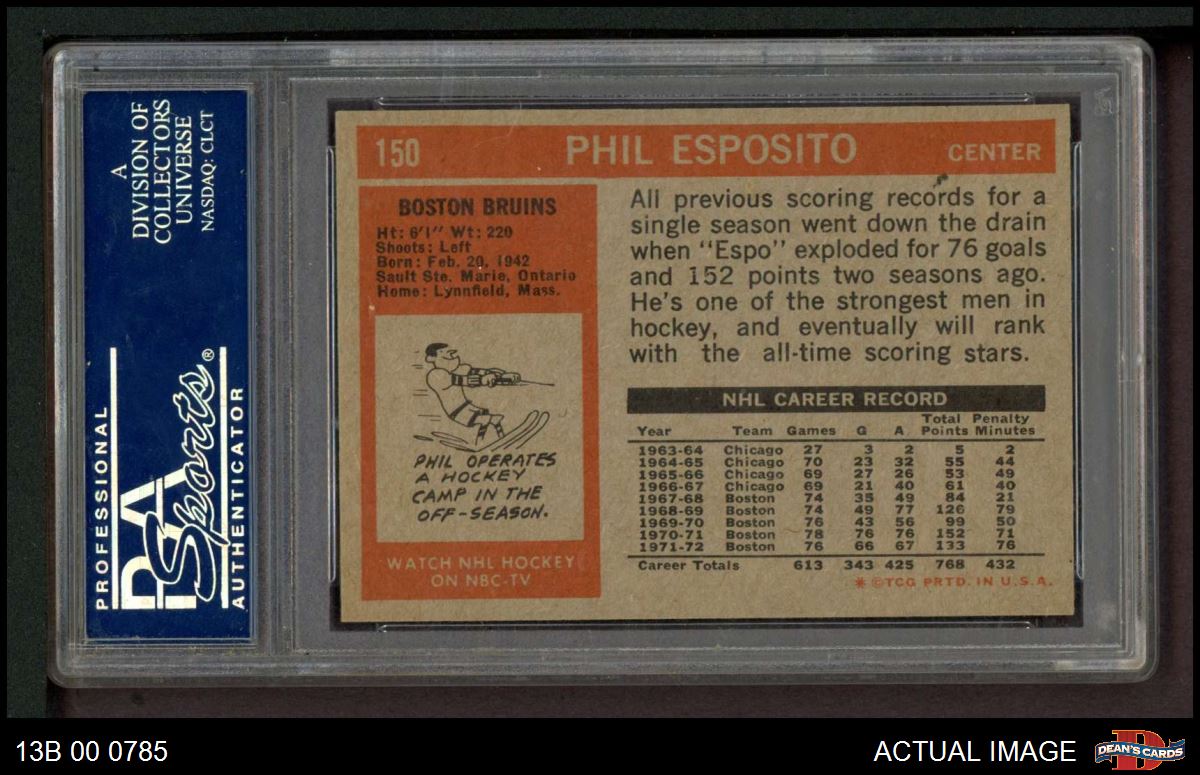 A
DIVISION OF
COLLECTORS
UNIVERSE
NASDAQ: CLCT
PROFESSIONAL
PSA
Sports®
AUTHENTICATOR
150 PHIL ESPOSITO CENTER
BOSTON BRUINS
Ht: 6'1" Wt: 220
Shoots: Left
Born: Feb. 20, 1942
Sault Ste. Marie, Ontario
Home: Lynnfield, Mass.
PHIL OPERATES
A HOCKEY
CAMP IN THE
OFF-SEASON.
WATCH NHL HOCKEY
ON NBC-TV
All previous scoring records for a
single season went down the drain
when "Espo" exploded for 76 goals
and 152 points two seasons ago.
He's one of the strongest men in
hockey, and eventually will rank
with the all-time scoring stars.
NHL CAREER RECORD
Year Team Games G A Total Points Penalty Minutes
1963-64 Chicago 27 3 2 5 2
1964-65 Chicago 70 23 32 55 44
1965-66 Chicago 69 27 26 53 49
1966-67 Chicago 69 21 40 61 40
1967-68 Boston 74 35 49 84 21
1968-69 Boston 74 49 77 126 79
1969-70 Boston 76 43 56 99 50
1970-71 Boston 78 76 76 152 71
1971-72 Boston 76 66 67 133 76
Career Totals 613 343 425 768 432
* ©TCG PRTD. IN U.S.A.
13B 00 0785
ACTUAL IMAGE
DEAN'S CARDS